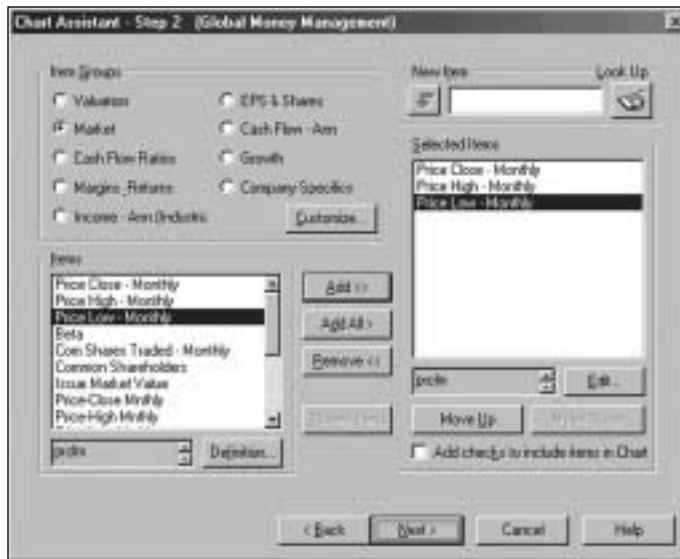 Chart Assistant - Step 2 (Global Money Management)
Item Groups
Valuation
Market
Cash Flow Ratios
Margins, Returns
Income - Ann (Industri
EPS & Shares
Cash Flow - Ann
Growth
Company Specifics
Customize...
New Item
Look Up
Selected Items
Price Close - Monthly
Price High - Monthly
Price Low - Monthly
Items
Price Close - Monthly
Price High - Monthly
Price Low - Monthly
Beta
Com Shares Traded - Monthly
Common Shareholders
Issue Market Value
Price-Close Mnthly
Price-High Mnthly
Definition...
Add >>
Add All >
Remove <<
Edit...
Move Up
Add checks to include items in Chart
< Back
Next >
Cancel
Help